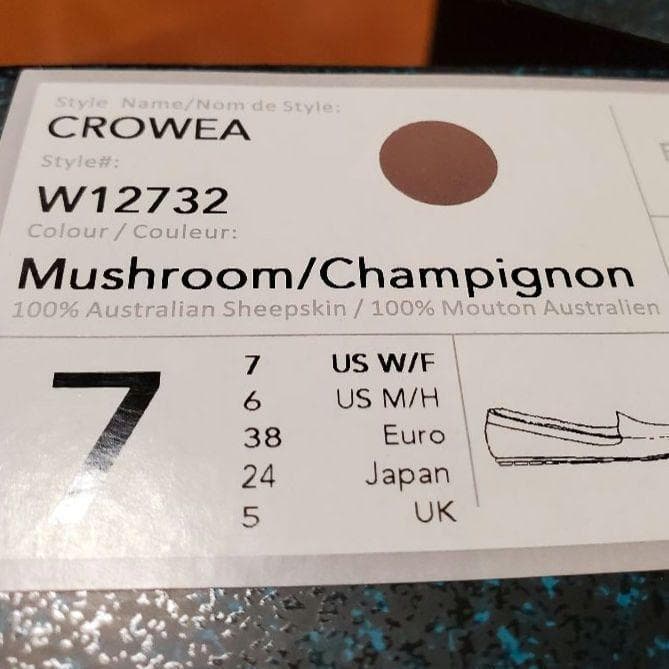 Style Name/Nom de Style:
CROWEA
Style#:
W12732
Colour / Couleur:
Mushroom/Champignon
100% Australian Sheepskin / 100% Mouton Australien
7
7 US W/F
6 US M/H
38 Euro
24 Japan
5 UK